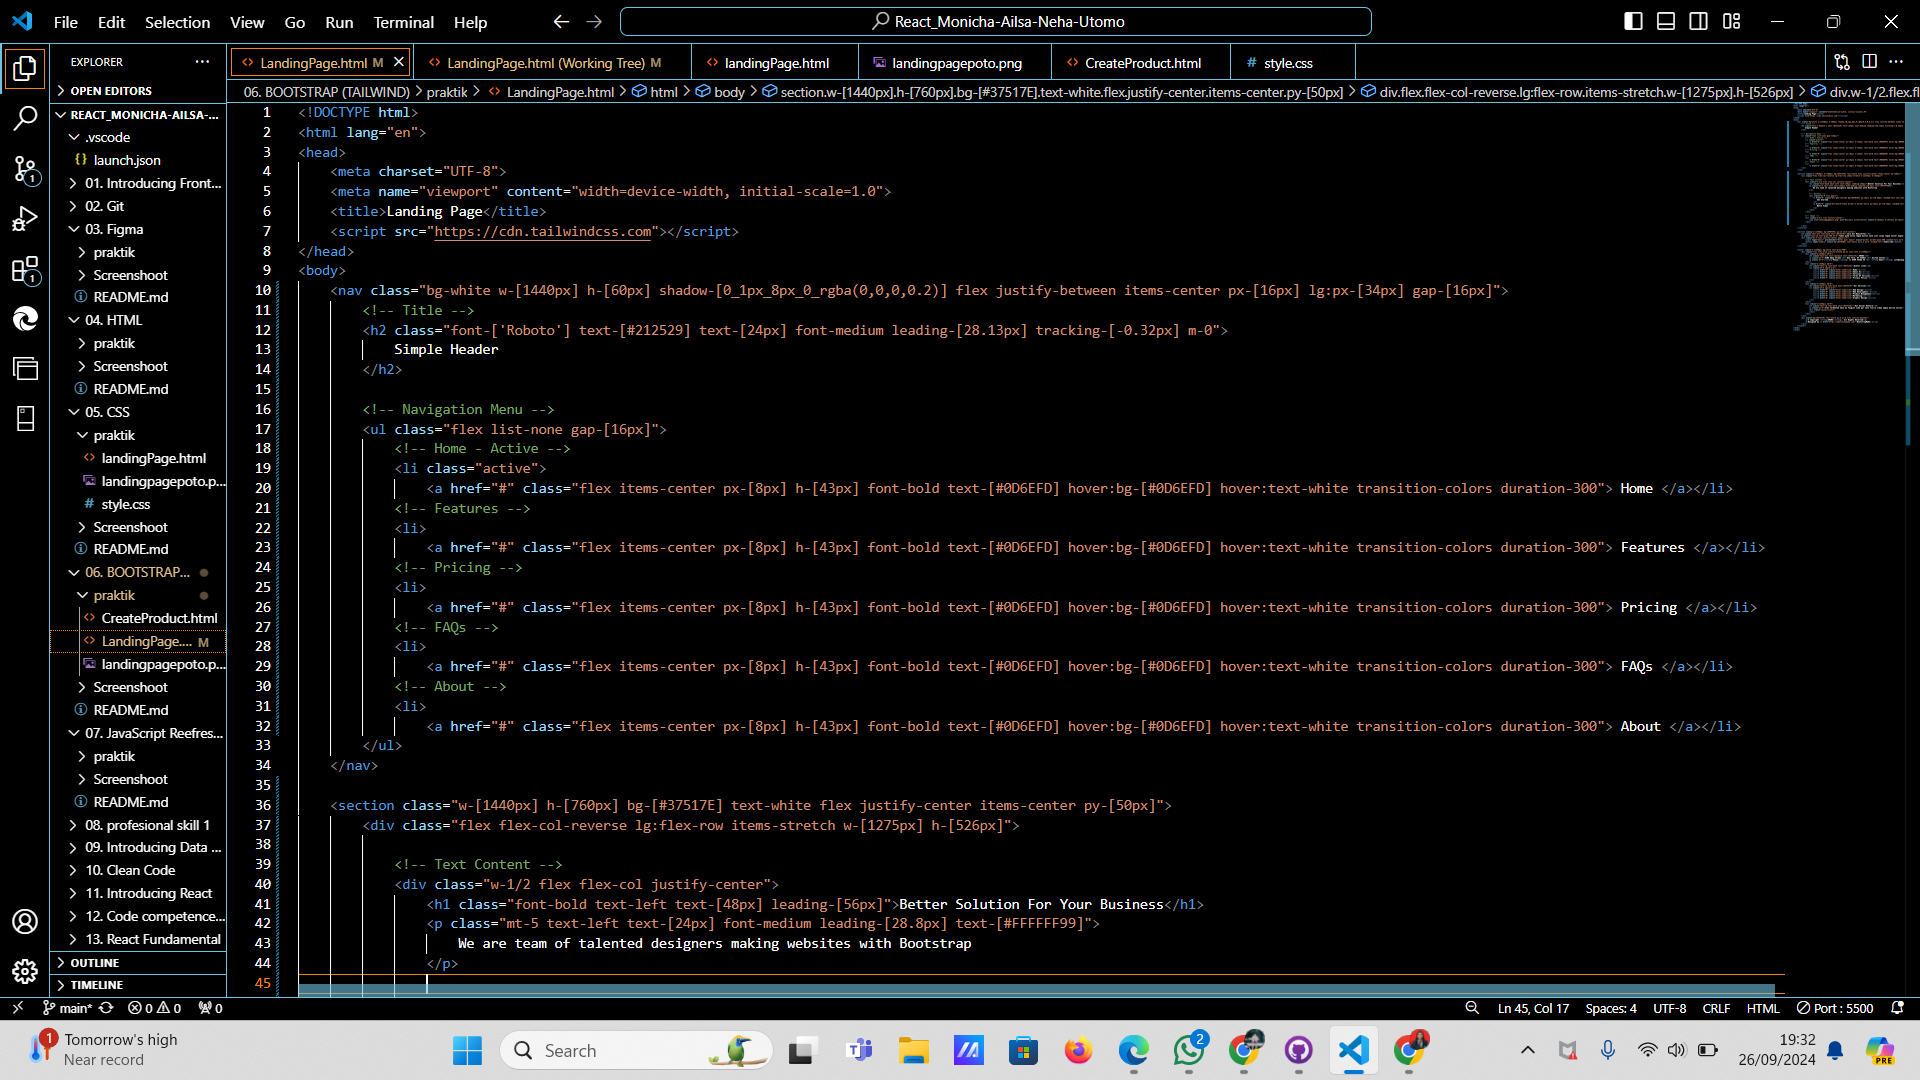 File Edit Selection View Go Run Terminal Help
React_Monicha-Ailsa-Neha-Utomo
EXPLORER
OPEN EDITORS
REACT_MONICHA-AILSA-...
.vscode
launch.json
01. Introducing Front...
02. Git
03. Figma
praktik
Screenshoot
README.md
04. HTML
praktik
Screenshoot
README.md
05. CSS
praktik
landingPage.html
landingpagepoto.p...
style.css
Screenshoot
README.md
06. BOOTSTRAP...
praktik
CreateProduct.html
LandingPage.... M
landingpagepoto.p...
Screenshoot
README.md
07. JavaScript Reefres...
praktik
Screenshoot
README.md
08. profesional skill 1
09. Introducing Data ...
10. Clean Code
11. Introducing React
12. Code competence...
13. React Fundamental
OUTLINE
TIMELINE
LandingPage.html M LandingPage.html (Working Tree) M landingPage.html landingpagepoto.png CreateProduct.html # style.css
06. BOOTSTRAP (TAILWIND) > praktik > LandingPage.html > html > body > section.w-[1440px].h-[760px].bg-[#37517E].text-white.flex.justify-center.items-center.py-[50px] > div.flex.flex-col-reverse.lg:flex-row.items-stretch.w-[1275px].h-[526px] > div.w-1/2.flex.fl
1 <!DOCTYPE html>
2 <html lang="en">
3 <head>
4 <meta charset="UTF-8">
5 <meta name="viewport" content="width=device-width, initial-scale=1.0">
6 <title>Landing Page</title>
7 <script src="https://cdn.tailwindcss.com"></script>
8 </head>
9 <body>
10 <nav class="bg-white w-[1440px] h-[60px] shadow-[0_1px_8px_0_rgba(0,0,0,0.2)] flex justify-between items-center px-[16px] lg:px-[34px] gap-[16px]">
11 <!-- Title -->
12 <h2 class="font-['Roboto'] text-[#212529] text-[24px] font-medium leading-[28.13px] tracking-[-0.32px] m-0">
13 Simple Header
14 </h2>
15
16 <!-- Navigation Menu -->
17 <ul class="flex list-none gap-[16px]">
18 <!-- Home - Active -->
19 <li class="active">
20 <a href="#" class="flex items-center px-[8px] h-[43px] font-bold text-[#0D6EFD] hover:bg-[#0D6EFD] hover:text-white transition-colors duration-300"> Home </a></li>
21 <!-- Features -->
22 <li>
23 <a href="#" class="flex items-center px-[8px] h-[43px] font-bold text-[#0D6EFD] hover:bg-[#0D6EFD] hover:text-white transition-colors duration-300"> Features </a></li>
24 <!-- Pricing -->
25 <li>
26 <a href="#" class="flex items-center px-[8px] h-[43px] font-bold text-[#0D6EFD] hover:bg-[#0D6EFD] hover:text-white transition-colors duration-300"> Pricing </a></li>
27 <!-- FAQs -->
28 <li>
29 <a href="#" class="flex items-center px-[8px] h-[43px] font-bold text-[#0D6EFD] hover:bg-[#0D6EFD] hover:text-white transition-colors duration-300"> FAQs </a></li>
30 <!-- About -->
31 <li>
32 <a href="#" class="flex items-center px-[8px] h-[43px] font-bold text-[#0D6EFD] hover:bg-[#0D6EFD] hover:text-white transition-colors duration-300"> About </a></li>
33 </ul>
34 </nav>
35
36 <section class="w-[1440px] h-[760px] bg-[#37517E] text-white flex justify-center items-center py-[50px]">
37 <div class="flex flex-col-reverse lg:flex-row items-stretch w-[1275px] h-[526px]">
38
39 <!-- Text Content -->
40 <div class="w-1/2 flex flex-col justify-center">
41 <h1 class="font-bold text-left text-[48px] leading-[56px]">Better Solution For Your Business</h1>
42 <p class="mt-5 text-left text-[24px] font-medium leading-[28.8px] text-[#FFFFFF99]">
43 We are team of talented designers making websites with Bootstrap
44 </p>
45
main* 0 0 0
Ln 45, Col 17 Spaces: 4 UTF-8 CRLF HTML Port : 5500
1 Tomorrow's high
Near record
Search
2
PRE
19:32
26/09/2024